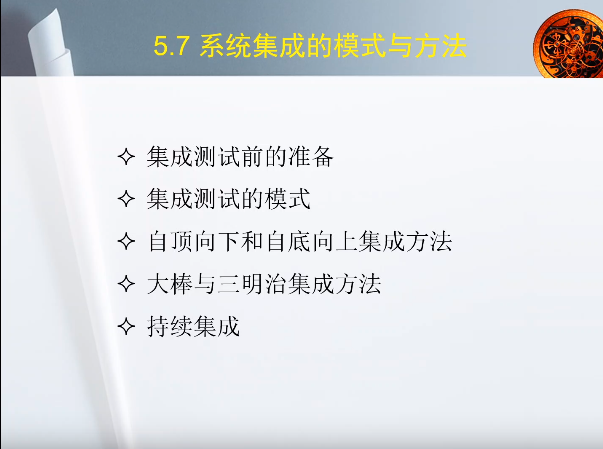 5.7 系统集成的模式与方法
✧ 集成测试前的准备
✧ 集成测试的模式
✧ 自顶向下和自底向上集成方法
✧ 大棒与三明治集成方法
✧ 持续集成